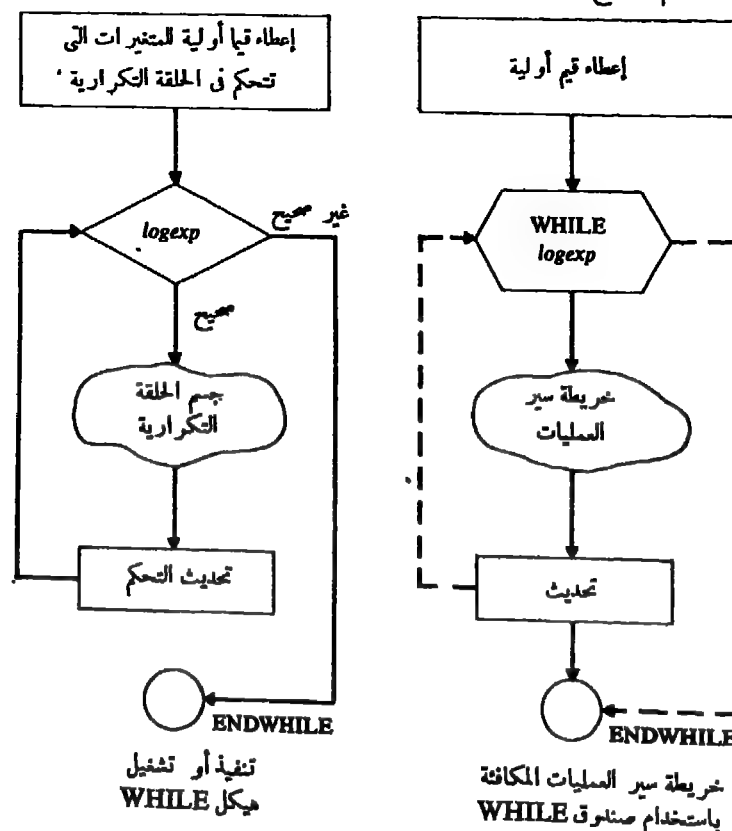 إعطاء قيما أولية للمتغيرات التى
تتحكم فى الحلقة التكرارية
logexp
غير صحيح
صحيح
جسم الحلقة
التكرارية
تحديث التحكم
ENDWHILE
تنفيذ أو تشغيل
هيكل WHILE
إعطاء قيم أولية
WHILE
logexp
خريطة سير
العمليات
تحديث
ENDWHILE
خريطة سير العمليات المكافئة
باستخدام صندوق WHILE